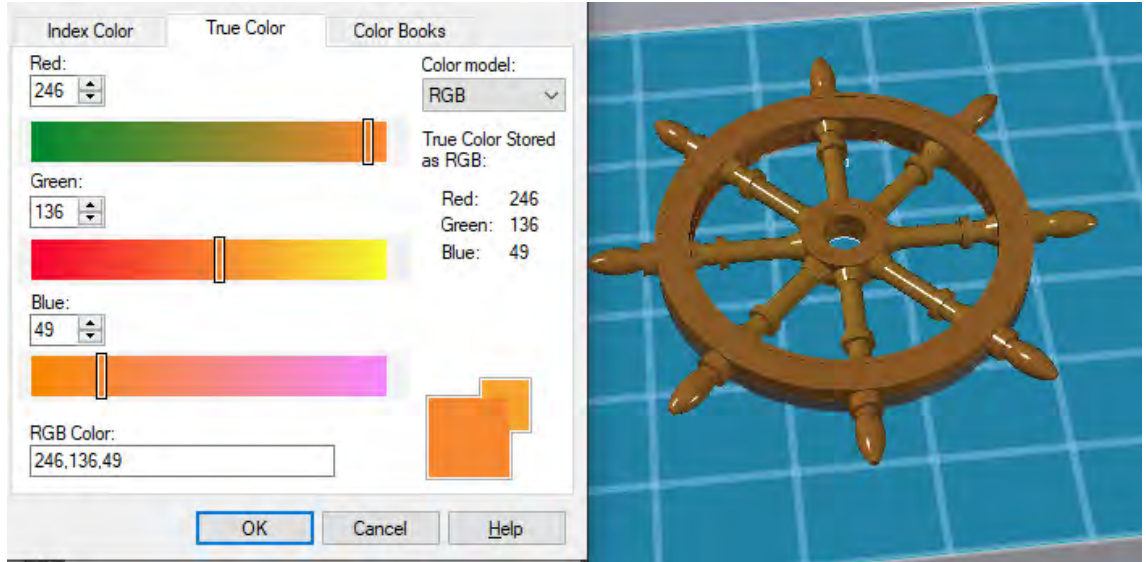 Index Color
True Color
Color Books
Red:
246
Color model:
RGB
True Color Stored
as RGB:
Red: 246
Green: 136
Blue: 49
Green:
136
Blue:
49
RGB Color:
246,136,49
OK
Cancel
Help